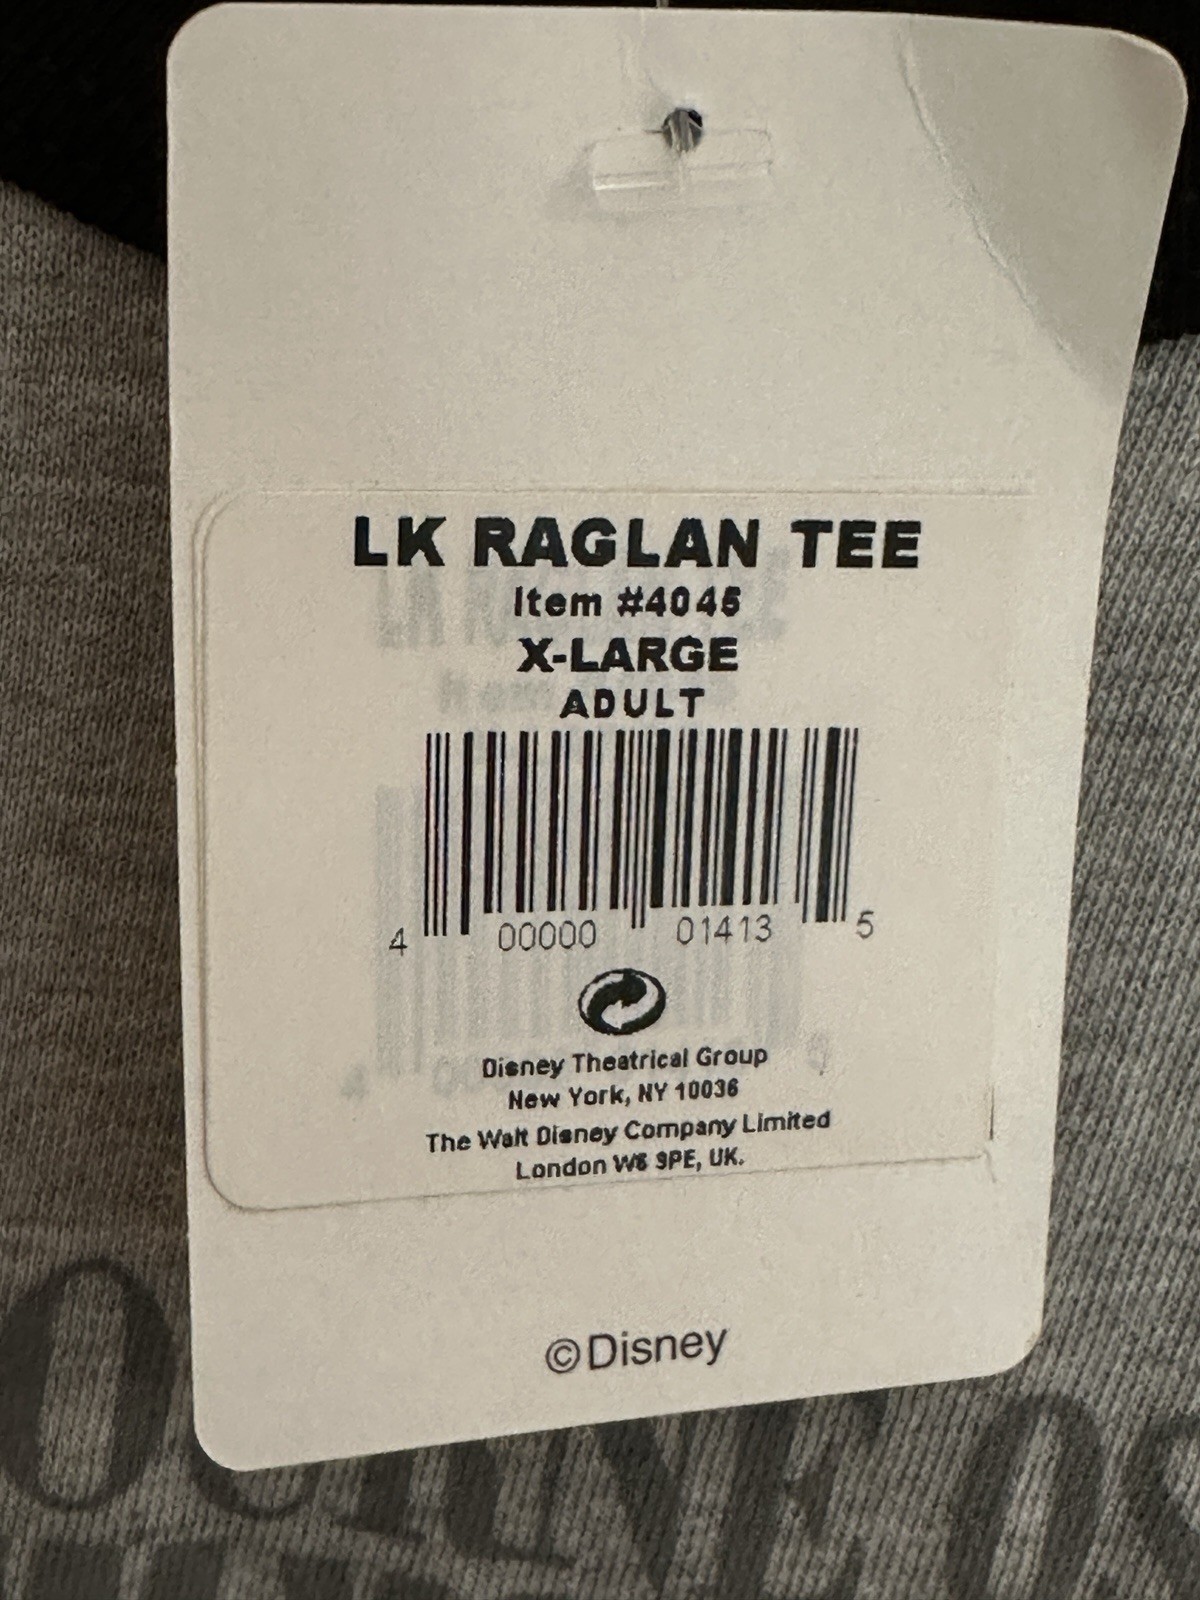 LK RAGLAN TEE
Item #4045
X-LARGE
ADULT
4 00000 01413 5
Disney Theatrical Group
New York, NY 10036
The Walt Disney Company Limited
London W6 9PE, UK.
©Disney